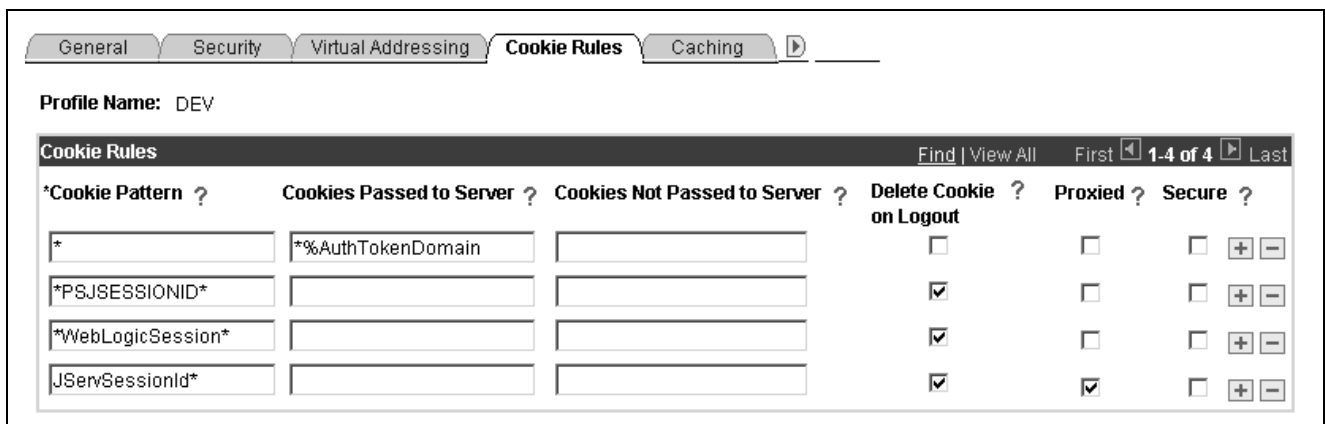 General Security Virtual Addressing Cookie Rules Caching
Profile Name: DEV
Cookie Rules Find | View All First 1-4 of 4 Last
*Cookie Pattern ? Cookies Passed to Server ? Cookies Not Passed to Server ? Delete Cookie ? Proxied ? Secure ?
on Logout
* *%AuthTokenDomain
*PSJSESSIONID*
*WebLogicSession*
JServSessionId*